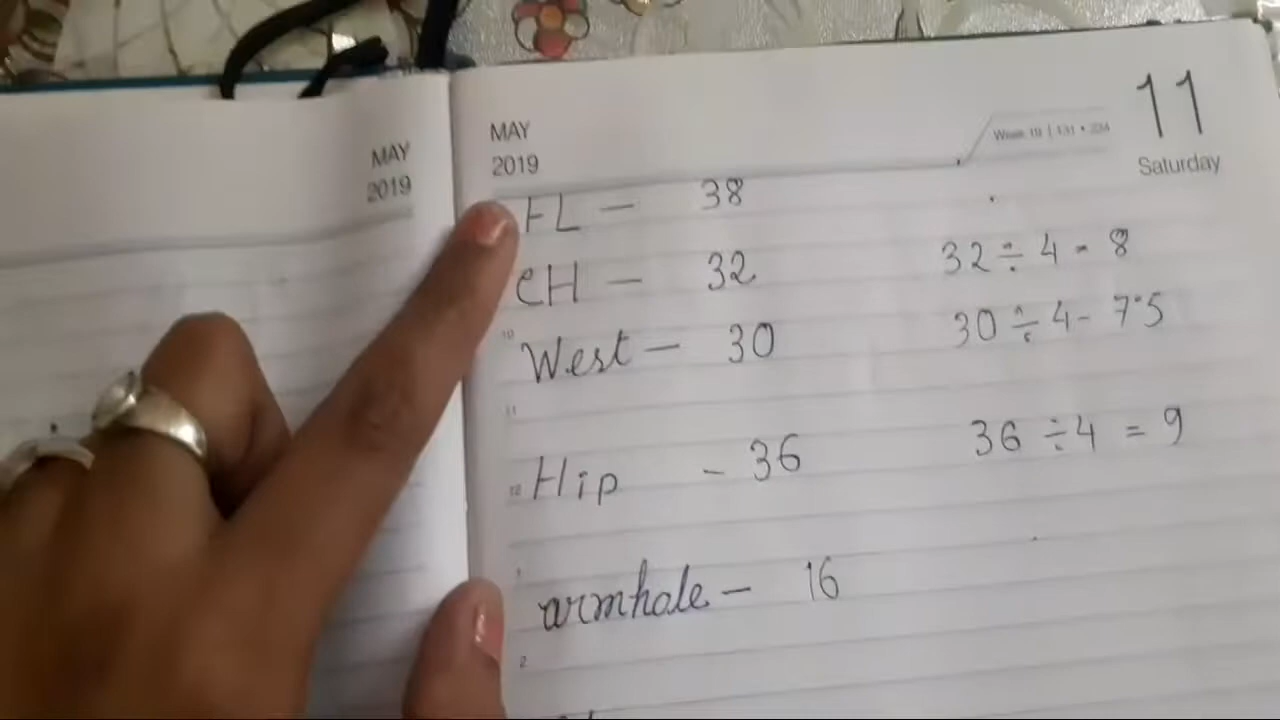 MAY
2019
MAY
2019
11
Saturday
FL - 38
CH - 32 32 ÷ 4 - 8
West - 30 30 ÷ 4 - 7.5
Hip - 36 36 ÷ 4 = 9
armhole - 16